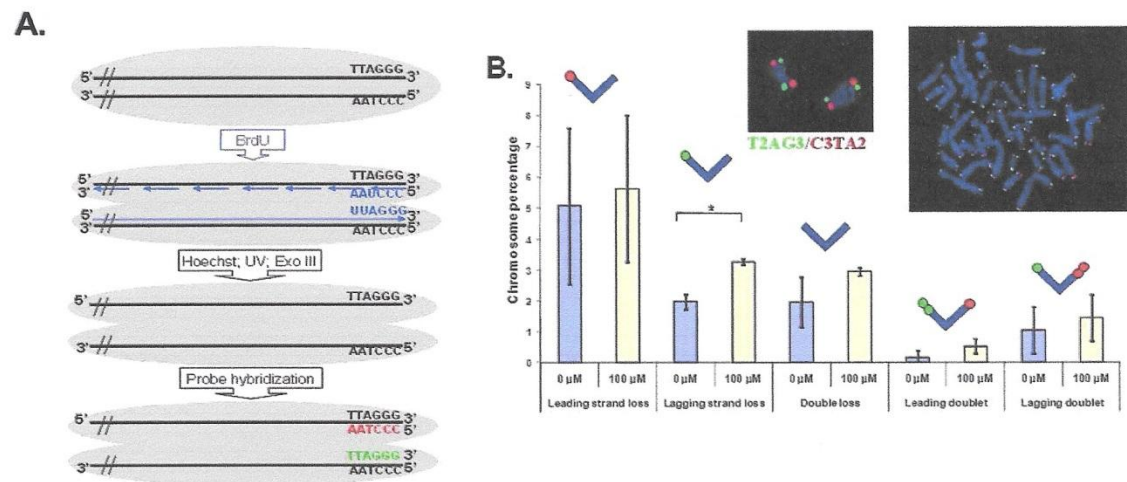 A.
TTAGGG
5' // 3'
3' // 5'
AATCCC
BrdU
TTAGGG
5' // 3'
3' AAUCCC 5'
UUAGGG
5' // 3'
3' // 5'
AATCCC
Hoechst; UV; Exo III
TTAGGG
5' // 3'
3' // 5'
AATCCC
Probe hybridization
TTAGGG
5' // 3'
AATCCC
TTAGGG
3' // 5'
AATCCC
B.
T2AG3/C3TA2
Chromosome percentage
9
8
7
6
5
4
3
2
1
0
*
0 µM 100 µM 0 µM 100 µM 0 µM 100 µM 0 µM 100 µM 0 µM 100 µM
Leading strand loss Lagging strand loss Double loss Leading doublet Lagging doublet